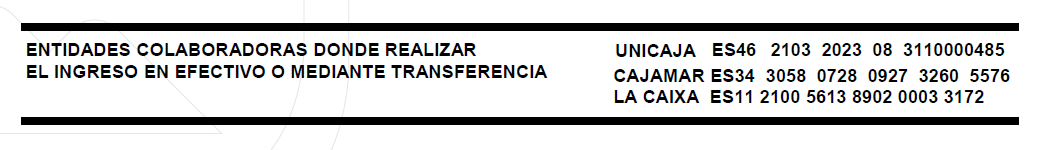 ENTIDADES COLABORADORAS DONDE REALIZAR
EL INGRESO EN EFECTIVO O MEDIANTE TRANSFERENCIA
UNICAJA ES46 2103 2023 08 3110000485
CAJAMAR ES34 3058 0728 0927 3260 5576
LA CAIXA ES11 2100 5613 8902 0003 3172